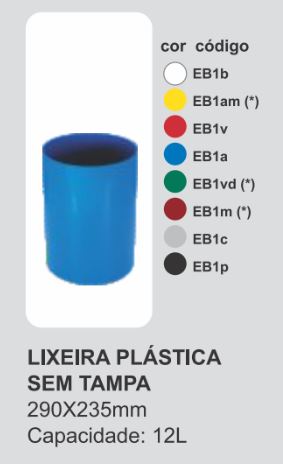 cor código
EB1b
EB1am (*)
EB1v
EB1a
EB1vd (*)
EB1m (*)
EB1c
EB1p
LIXEIRA PLÁSTICA
SEM TAMPA
290X235mm
Capacidade: 12L